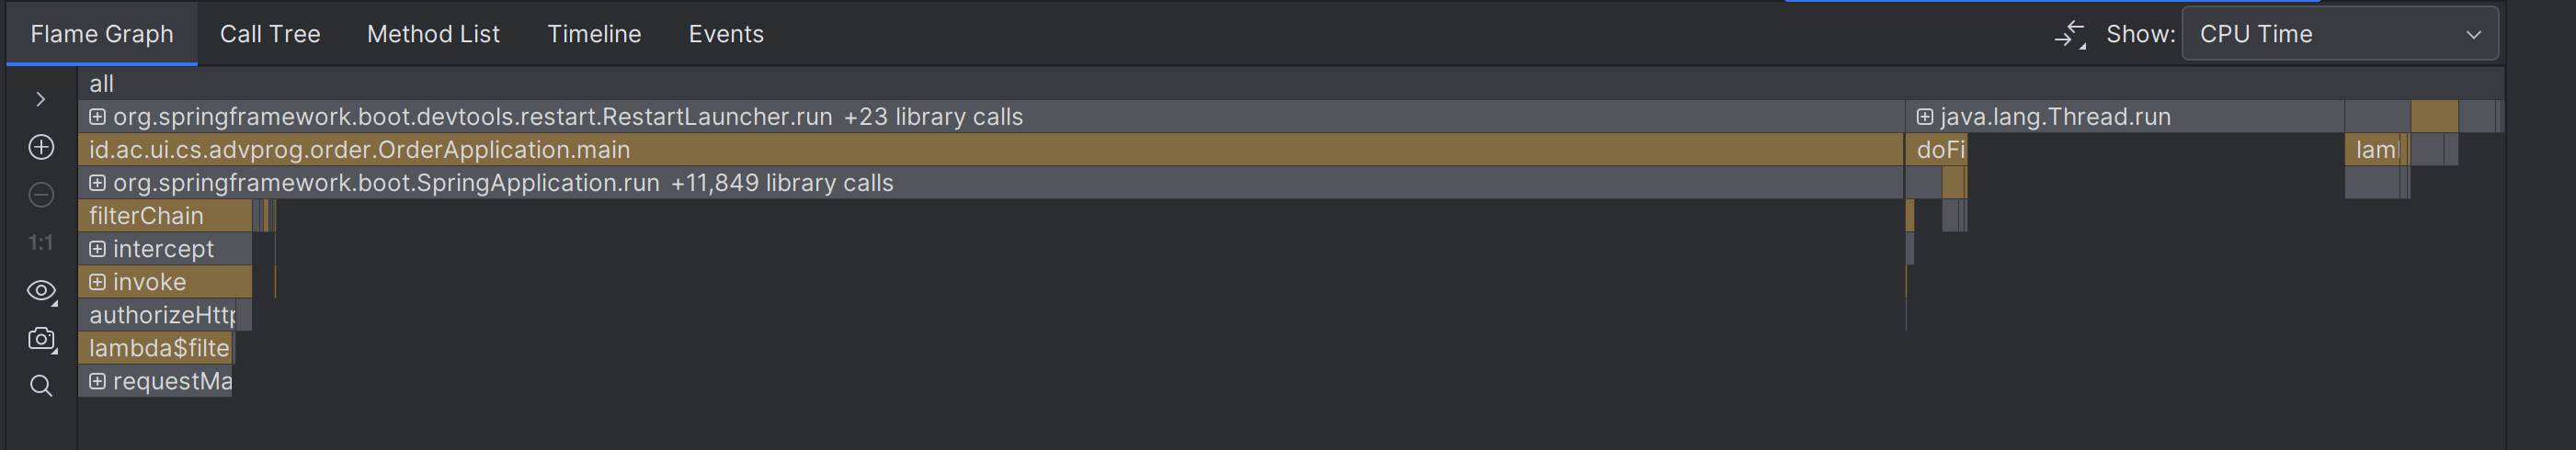 Flame Graph Call Tree Method List Timeline Events Show: CPU Time
all
org.springframework.boot.devtools.restart.RestartLauncher.run +23 library calls java.lang.Thread.run
id.ac.ui.cs.advprog.order.OrderApplication.main doFi lam
org.springframework.boot.SpringApplication.run +11,849 library calls
filterChain
1:1 intercept
invoke
authorizeHttp
lambda$filte
requestMa